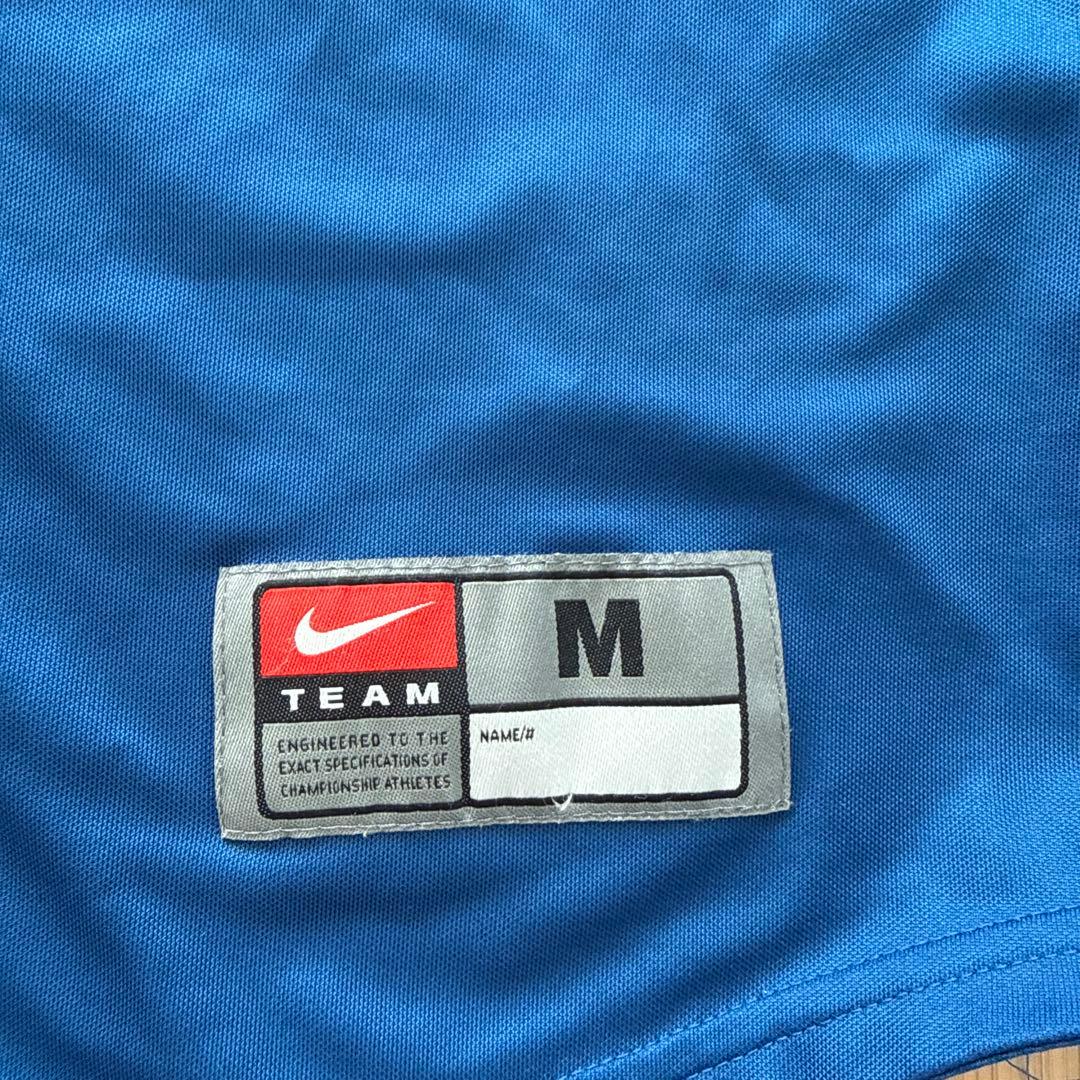 TEAM
M
ENGINEERED TO THE
EXACT SPECIFICATIONS OF
CHAMPIONSHIP ATHLETES
NAME/#